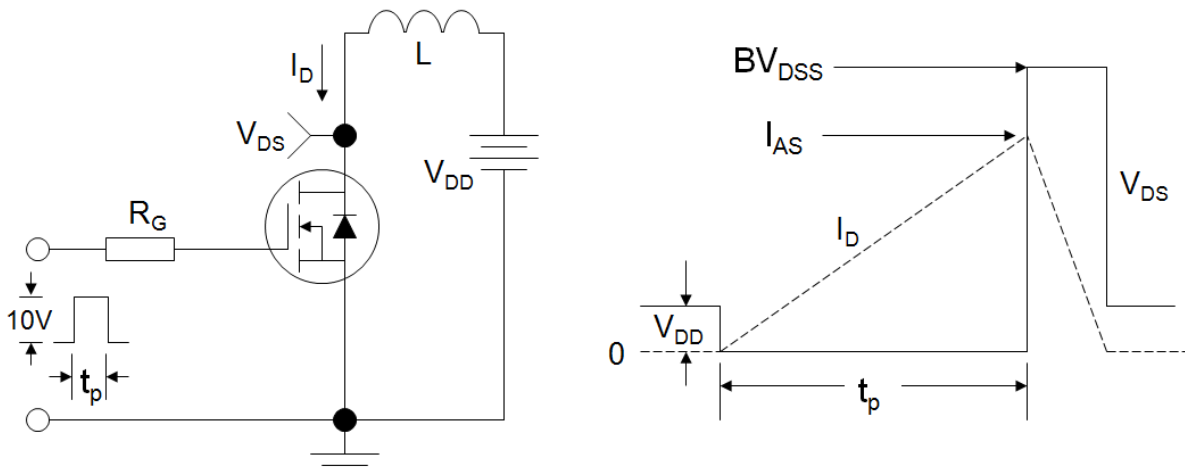 I_D
L
V_DS
V_DD
R_G
10V
t_p
BV_DSS
I_AS
V_DS
I_D
V_DD
0
t_p